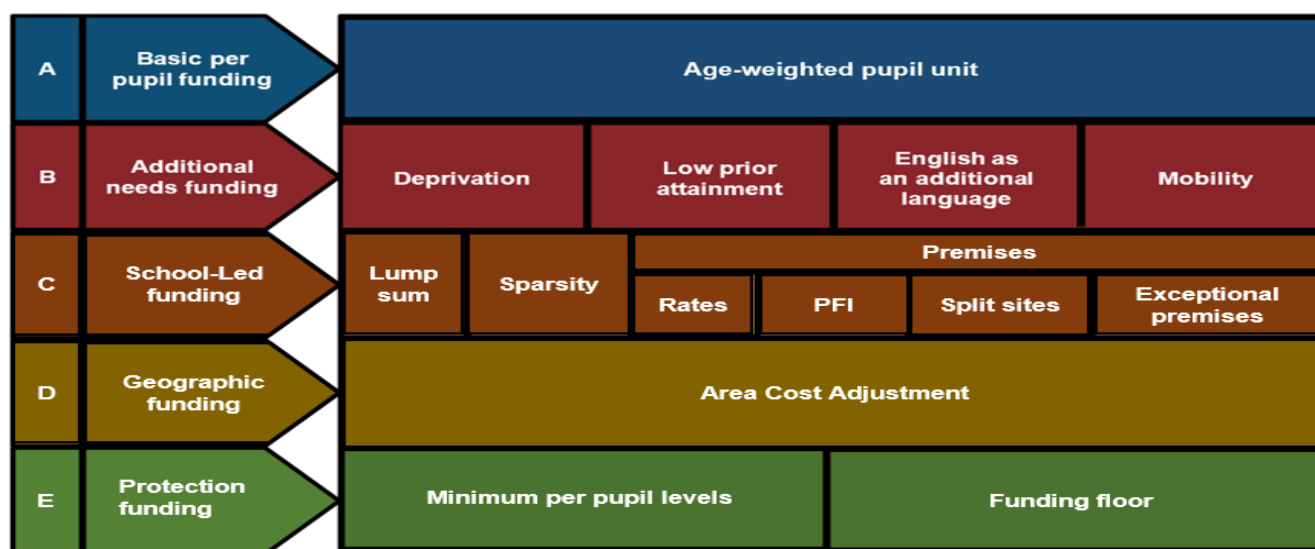 A
Basic per
pupil funding
Age-weighted pupil unit
B
Additional
needs funding
Deprivation
Low prior
attainment
English as
an additional
language
Mobility
C
School-Led
funding
Lump
sum
Sparsity
Premises
Rates
PFI
Split sites
Exceptional
premises
D
Geographic
funding
Area Cost Adjustment
E
Protection
funding
Minimum per pupil levels
Funding floor